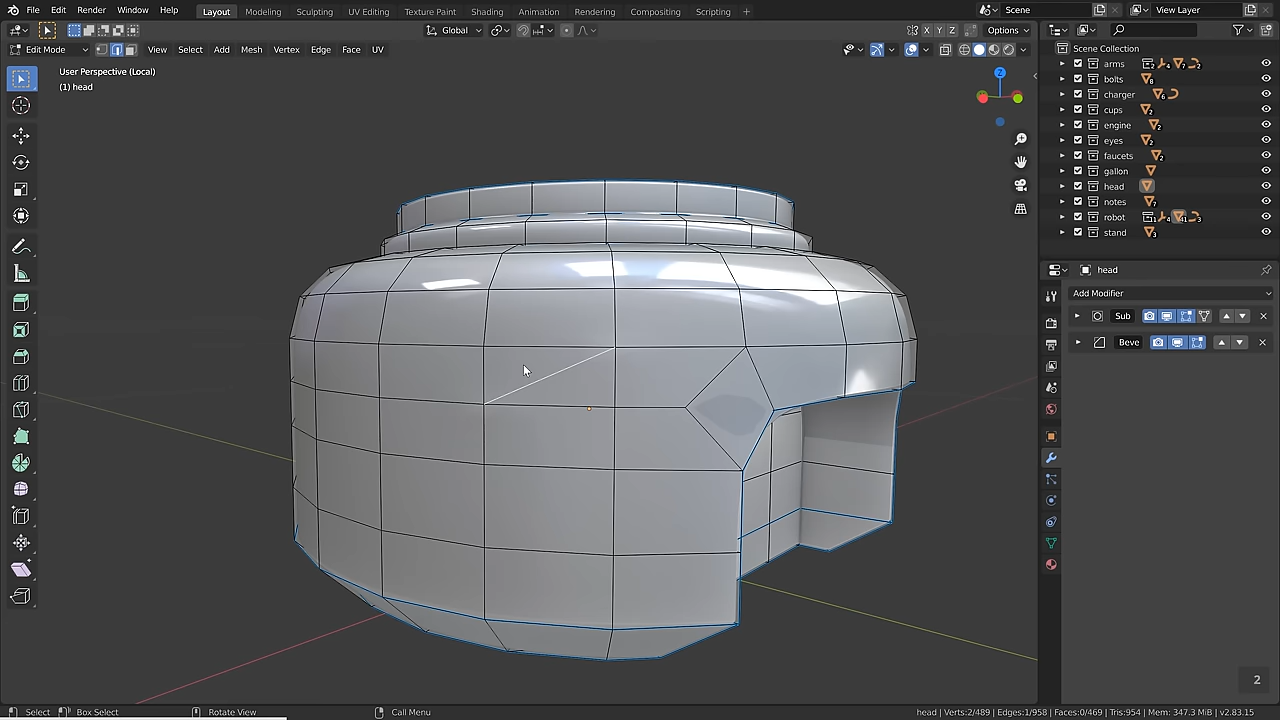 File Edit Render Window Help Layout Modeling Sculpting UV Editing Texture Paint Shading Animation Rendering Compositing Scripting + Scene View Layer
Global X Y Z Options
Edit Mode View Select Add Mesh Vertex Edge Face UV
User Perspective (Local)
(1) head
Z
Scene Collection
arms
bolts
charger
cups
engine
eyes
faucets
gallon
head
notes
robot
stand
head
Add Modifier
Sub
Beve
2
Select Box Select Rotate View Call Menu head | Verts:2/489 | Edges:1/958 | Faces:0/469 | Tris:954 | Mem: 347.3 MiB | v2.83.15